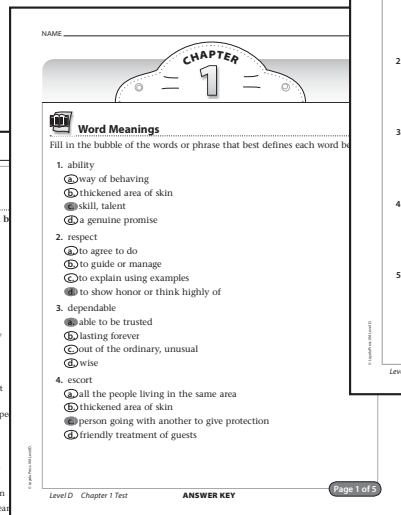 NAME
CHAPTER
1
Word Meanings
Fill in the bubble of the words or phrase that best defines each word
1. ability
a. way of behaving
b. thickened area of skin
c. skill, talent
d. a genuine promise
2. respect
a. to agree to do
b. to guide or manage
c. to explain using examples
d. to show honor or think highly of
3. dependable
a. able to be trusted
b. lasting forever
c. out of the ordinary, unusual
d. wise
4. escort
a. all the people living in the same area
b. thickened area of skin
c. person going with another to give protection
d. friendly treatment of guests
Level D Chapter 1 Test ANSWER KEY
Page 1 of 5
2
3
4
5